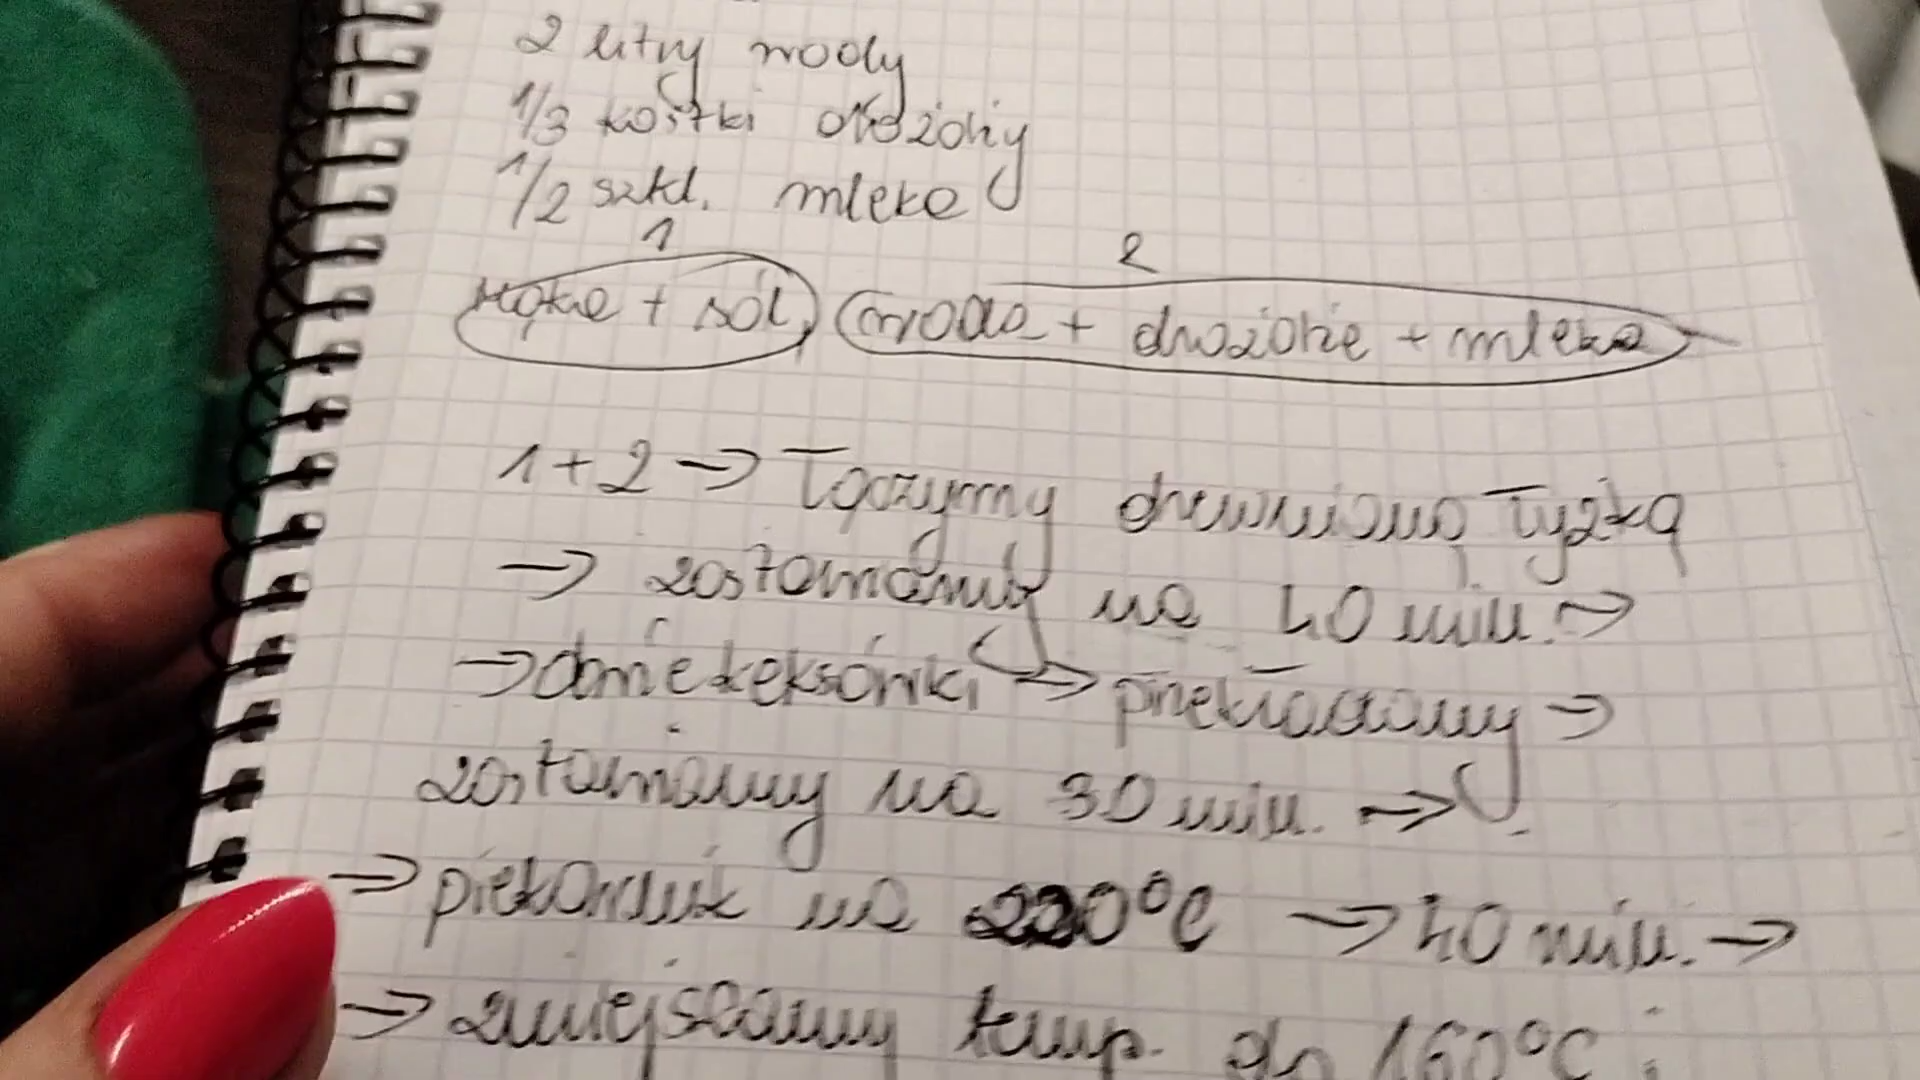 2 litry wody
1/3 kostki drożdży
1/2 szkl. mleka
1 2
mąka + sól, woda + drożdże + mleko
1+2 → łączymy drewnianą łyżką
→ zostawiamy na 40 min. →
→ dwie keksówki → przekładamy →
zostawiamy na 30 min. →
→ piekarnik na 220°C → 40 min. →
→ zmniejszamy temp. do 160°C i